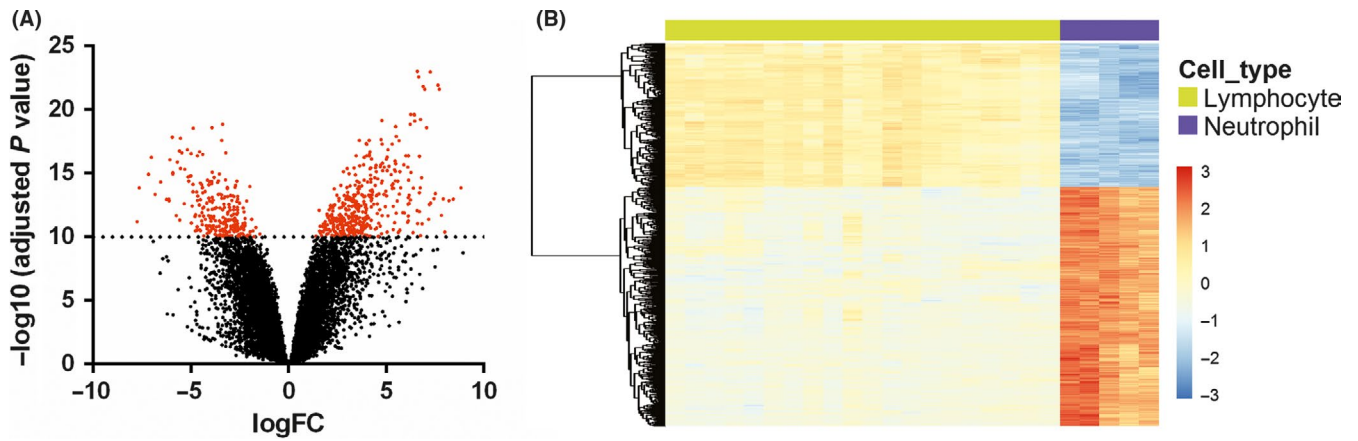 (A)
25
20
15
10
5
0
−10
−5
0
5
10
−log10 (adjusted P value)
logFC
(B)
Cell_type
Lymphocyte
Neutrophil
3
2
1
0
−1
−2
−3